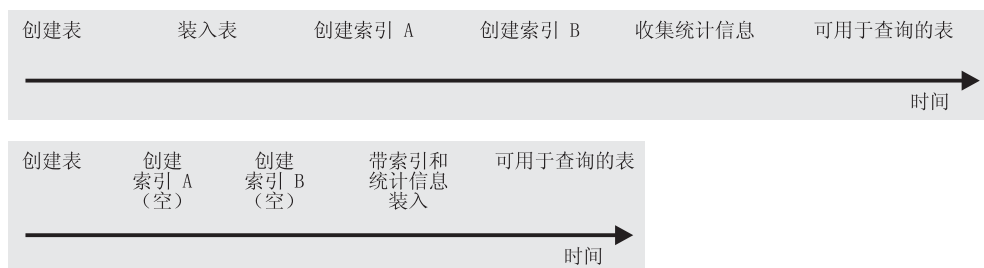 创建表 装入表 创建索引 A 创建索引 B 收集统计信息 可用于查询的表
时间
创建表 创建 创建 带索引和 可用于查询的表
索引 A 索引 B 统计信息
(空) (空) 装入
时间